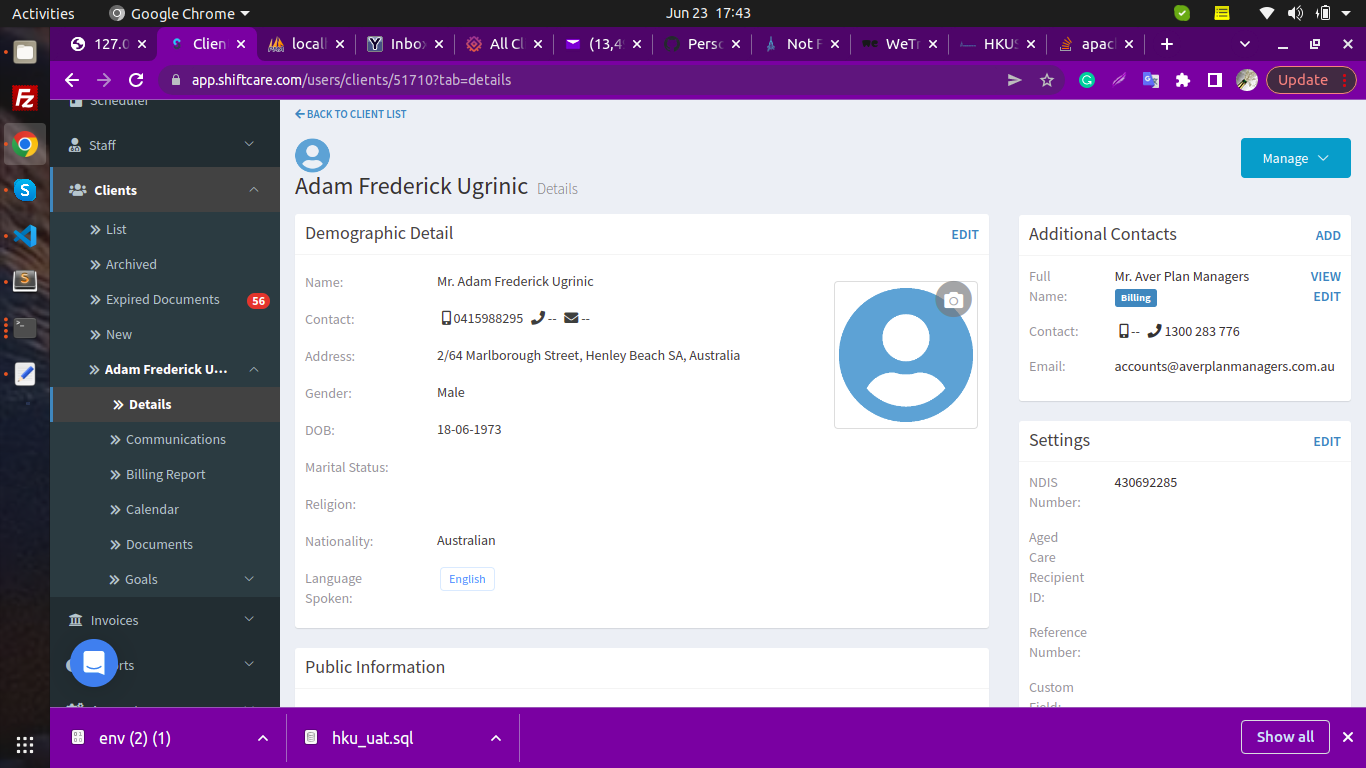 Activities Google Chrome Jun 23 17:43
127.0 Clien locall Inbox All Cl (13,4 Perso Not F WeTr HKUS apac
app.shiftcare.com/users/clients/51710?tab=details Update
Scheduler
Staff
Clients
List
Archived
Expired Documents 56
New
Adam Frederick U...
Details
Communications
Billing Report
Calendar
Documents
Goals
Invoices
BACK TO CLIENT LIST
Manage
Adam Frederick Ugrinic Details
Demographic Detail EDIT
Name: Mr. Adam Frederick Ugrinic
Contact: 0415988295 -- --
Address: 2/64 Marlborough Street, Henley Beach SA, Australia
Gender: Male
DOB: 18-06-1973
Marital Status:
Religion:
Nationality: Australian
Language English
Spoken:
Public Information
Additional Contacts ADD
Full Mr. Aver Plan Managers VIEW
Name: Billing EDIT
Contact: -- 1300 283 776
Email: accounts@averplanmanagers.com.au
Settings EDIT
NDIS 430692285
Number:
Aged
Care
Recipient
ID:
Reference
Number:
Custom
Field:
env (2) (1) hku_uat.sql Show all